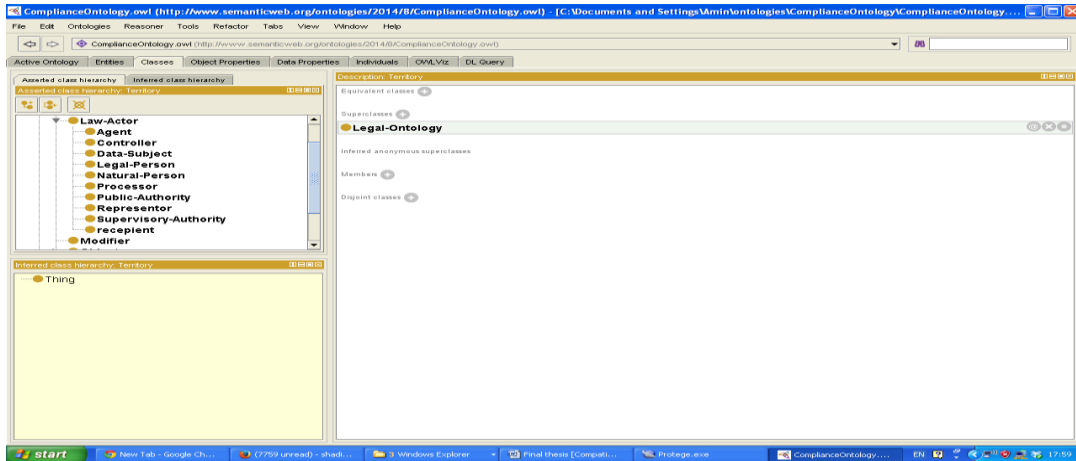 ComplianceOntology.owl (http://www.semanticweb.org/ontologies/2014/8/ComplianceOntology.owl) - [C:\Documents and Settings\Amin\ontologies\ComplianceOntology\ComplianceOntology....
File Edit Ontologies Reasoner Tools Refactor Tabs View Window Help
ComplianceOntology.owl (http://www.semanticweb.org/ontologies/2014/8/ComplianceOntology.owl)
Active Ontology Entities Classes Object Properties Data Properties Individuals OWLViz DL Query
Asserted class hierarchy Inferred class hierarchy
Asserted class hierarchy: Territory
Law-Actor
Agent
Controller
Data-Subject
Legal-Person
Natural-Person
Processor
Public-Authority
Representor
Supervisory-Authority
recepient
Modifier
Inferred class hierarchy: Territory
Thing
Description: Territory
Equivalent classes
Superclasses
Legal-Ontology
Inferred anonymous superclasses
Members
Disjoint classes
start New Tab - Google Ch... (7759 unread) - shadi... 3 Windows Explorer Final thesis [Compati... Protege.exe ComplianceOntology.... EN 17:59